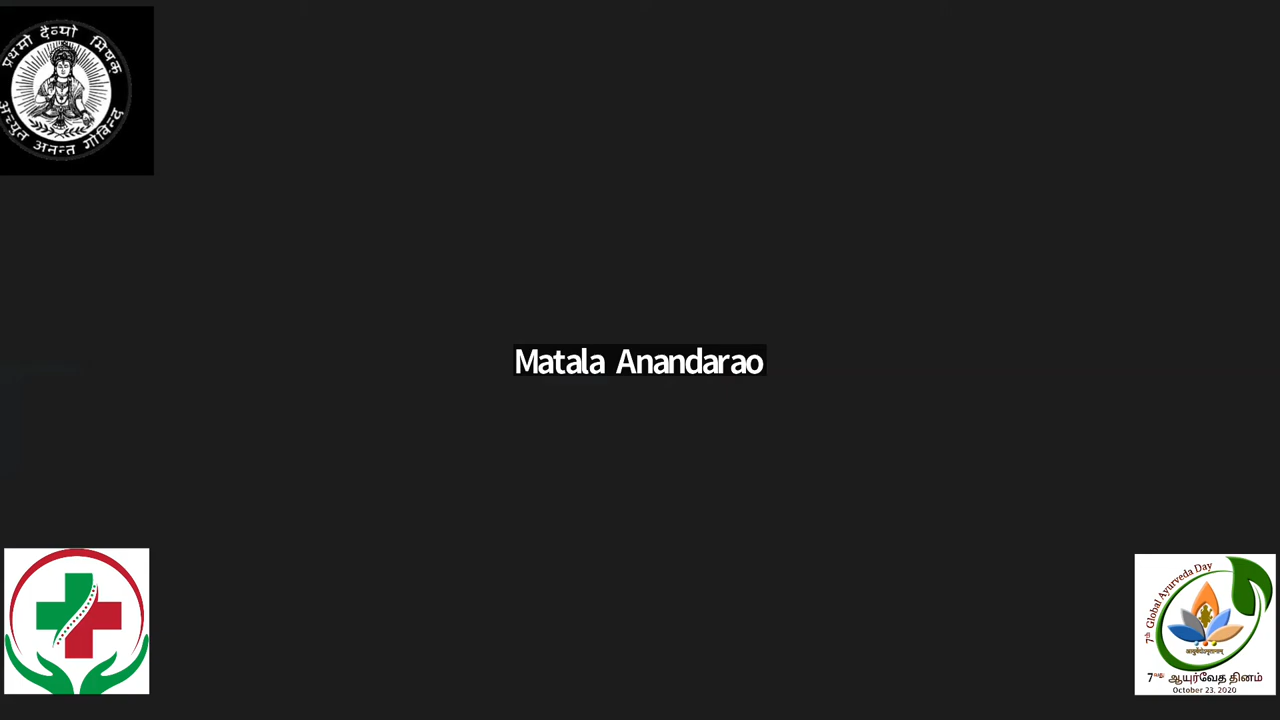 प्रथमो दैव्यो भिषक्
अच्युत अनन्त गोविन्द
Matala Anandarao
7th Global Ayurveda Day
7வது ஆயுர்வேத தினம்
October 23, 2020